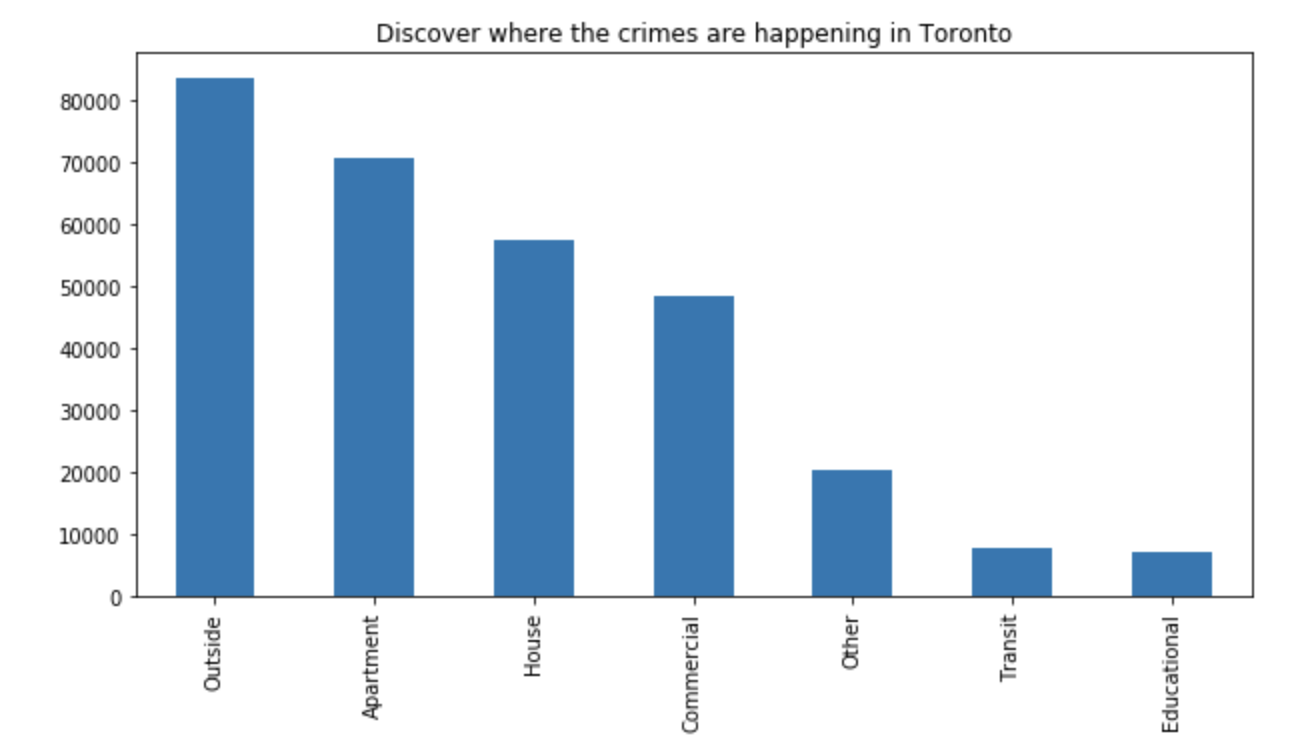 Discover where the crimes are happening in Toronto
80000
70000
60000
50000
40000
30000
20000
10000
0
Outside
Apartment
House
Commercial
Other
Transit
Educational